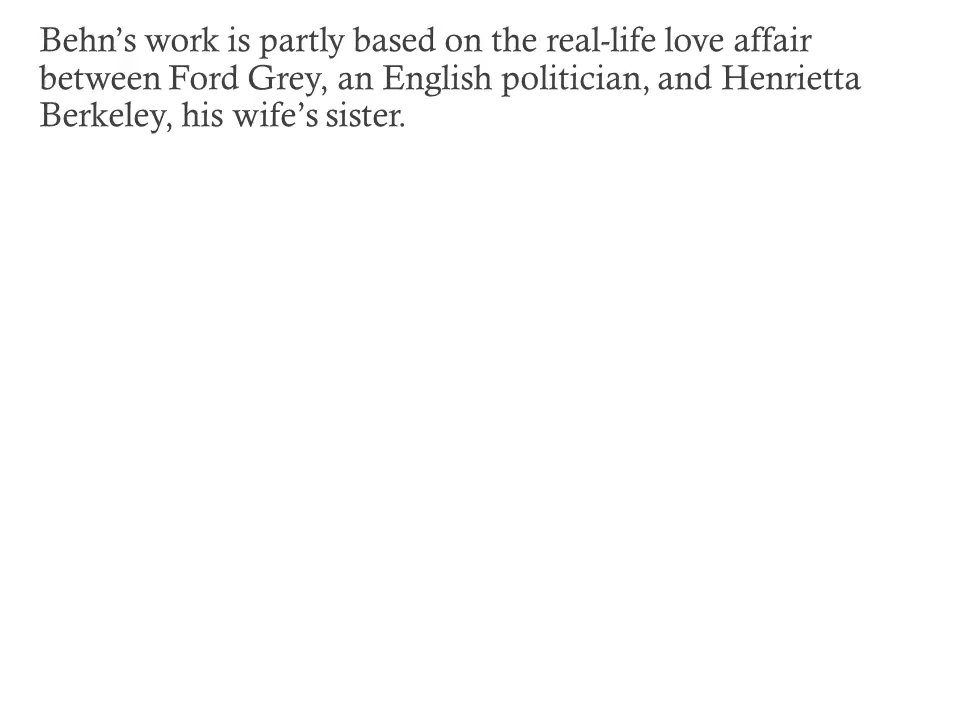 Behn’s work is partly based on the real-life love affair
between Ford Grey, an English politician, and Henrietta
Berkeley, his wife’s sister.